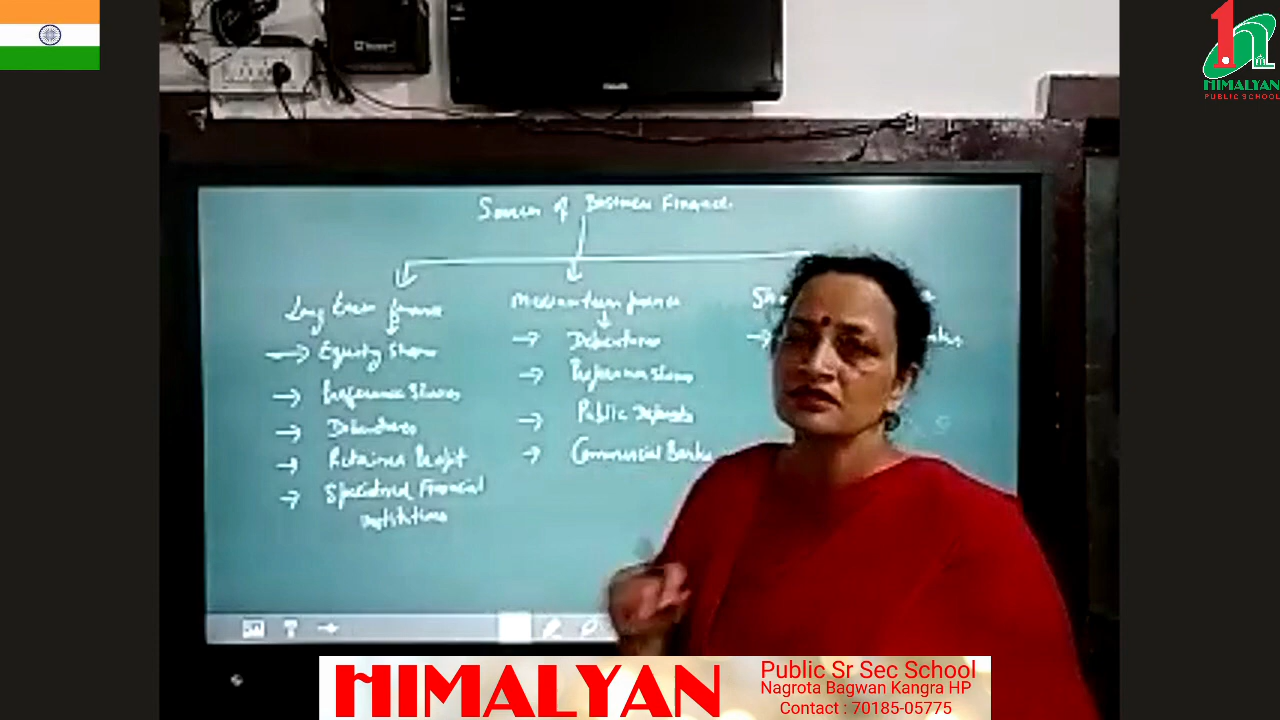 HIMALYAN
PUBLIC SCHOOL
Sources of Business Finance
Long term finance
Medium term finance
Sh
→ Equity Shares
→ Preference Shares
→ Debentures
→ Retained Profit
→ Specialised Financial
institutions
→ Debentures
→ Preference Shares
→ Public Deposits
→ Commercial Banks
HIMALYAN
Public Sr Sec School
Nagrota Bagwan Kangra HP
Contact : 70185-05775